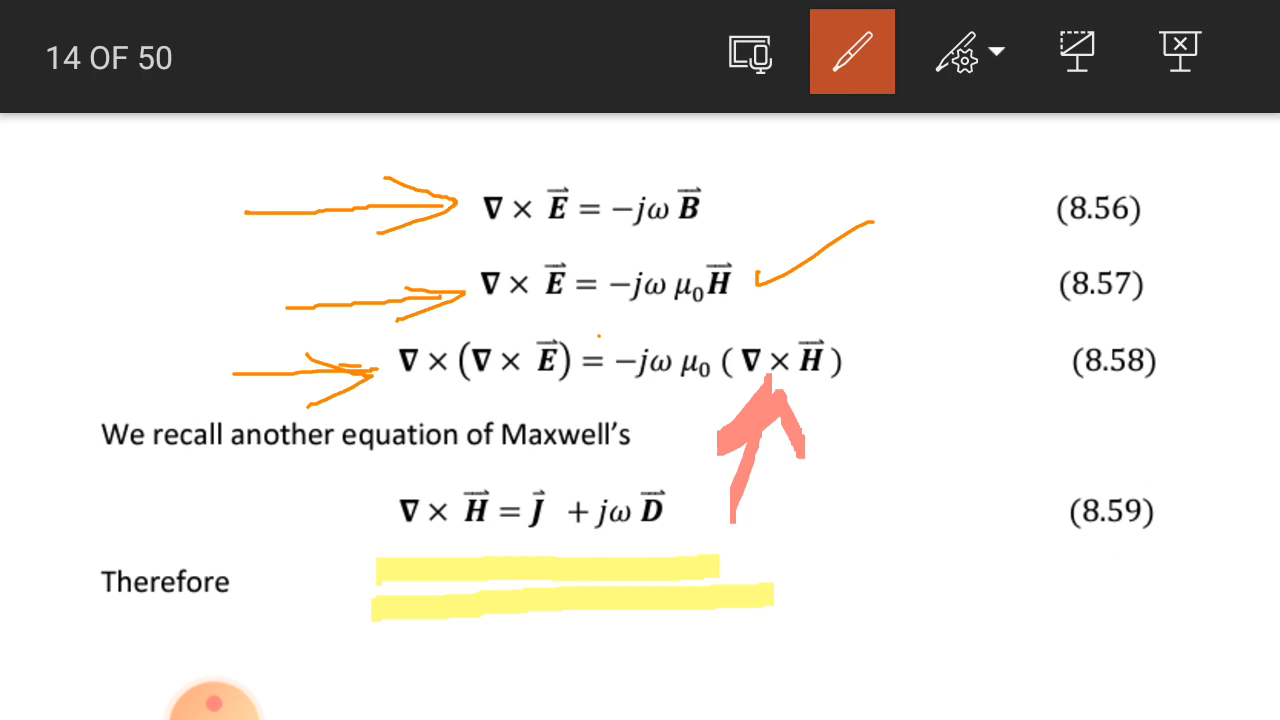 14 OF 50
∇ × E⃗ = −jω B⃗ (8.56)
∇ × E⃗ = −jω μ₀H⃗ (8.57)
∇ × (∇ × E⃗) = −jω μ₀ ( ∇ × H⃗ ) (8.58)
We recall another equation of Maxwell’s
∇ × H⃗ = J⃗ + jω D⃗ (8.59)
Therefore